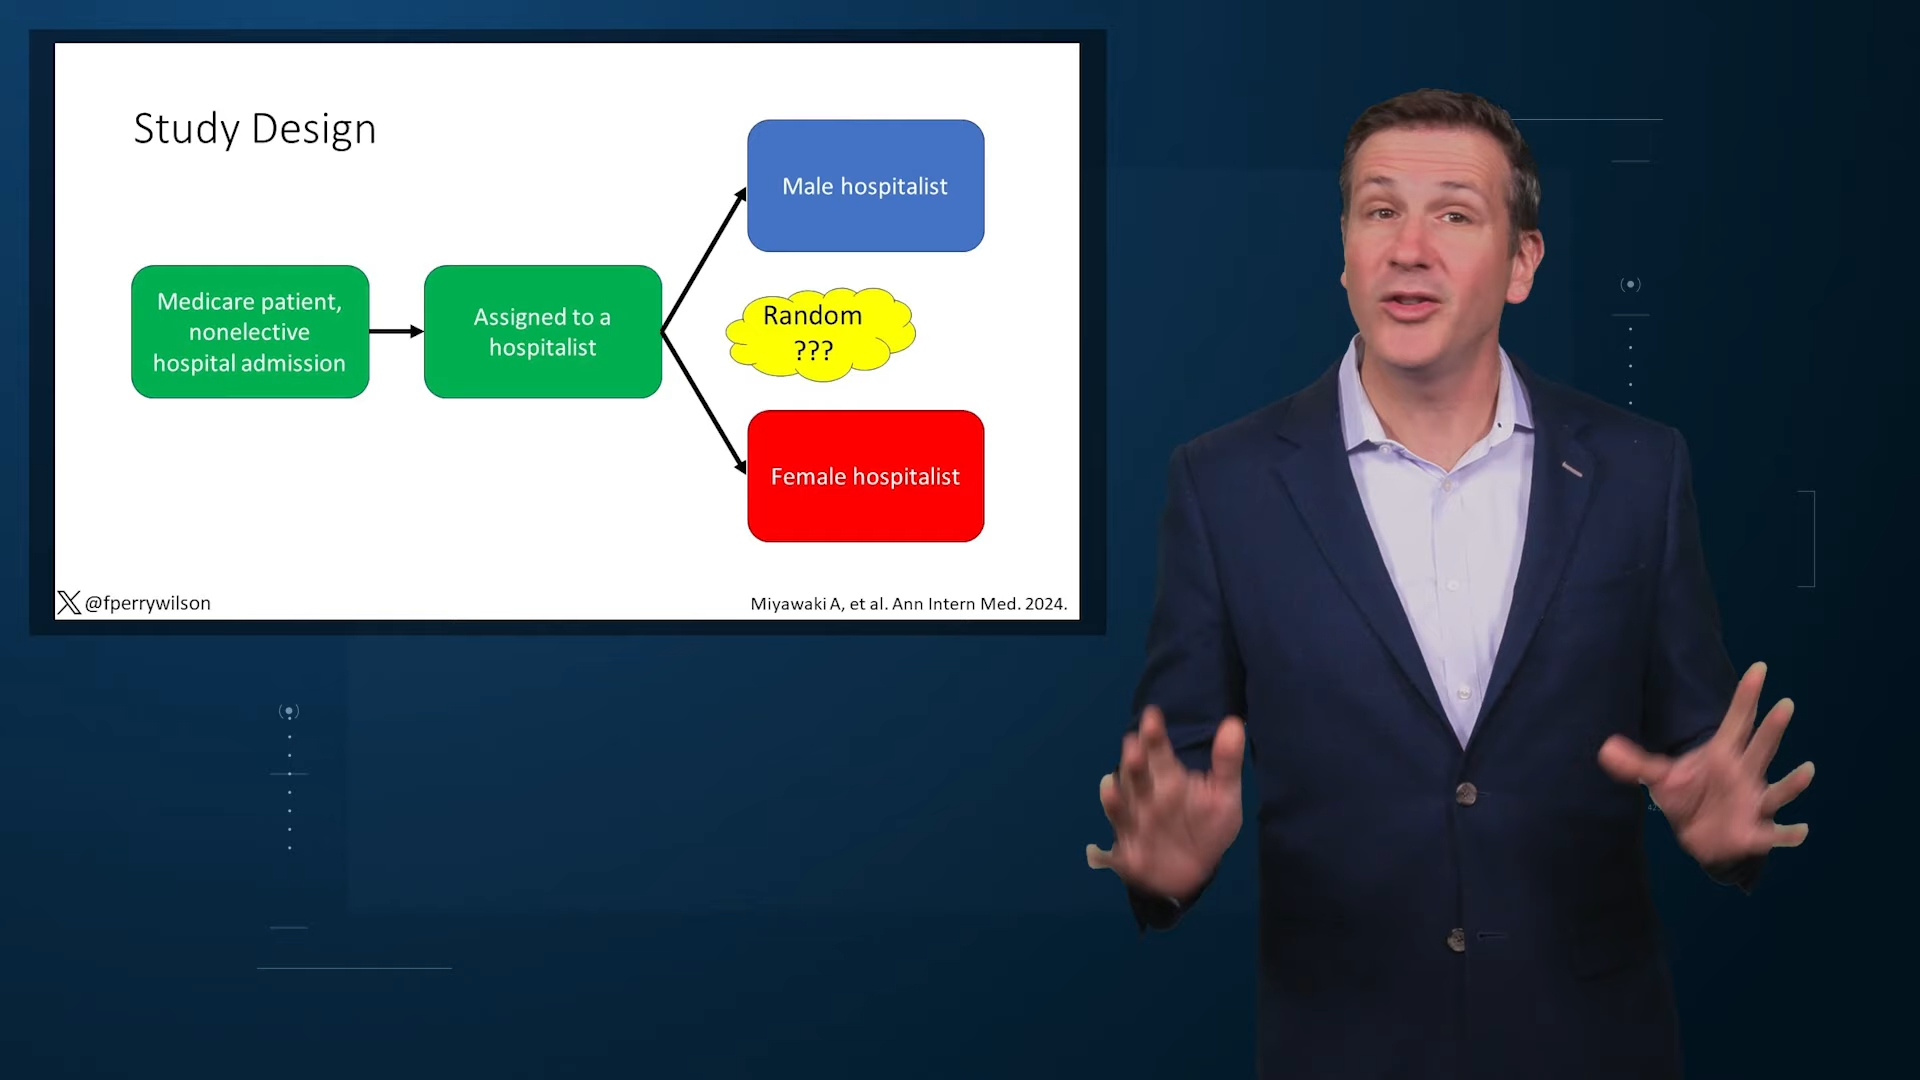 Study Design
Male hospitalist
Medicare patient,
nonelective
hospital admission
Assigned to a
hospitalist
Random
???
Female hospitalist
@fperrywilson
Miyawaki A, et al. Ann Intern Med. 2024.